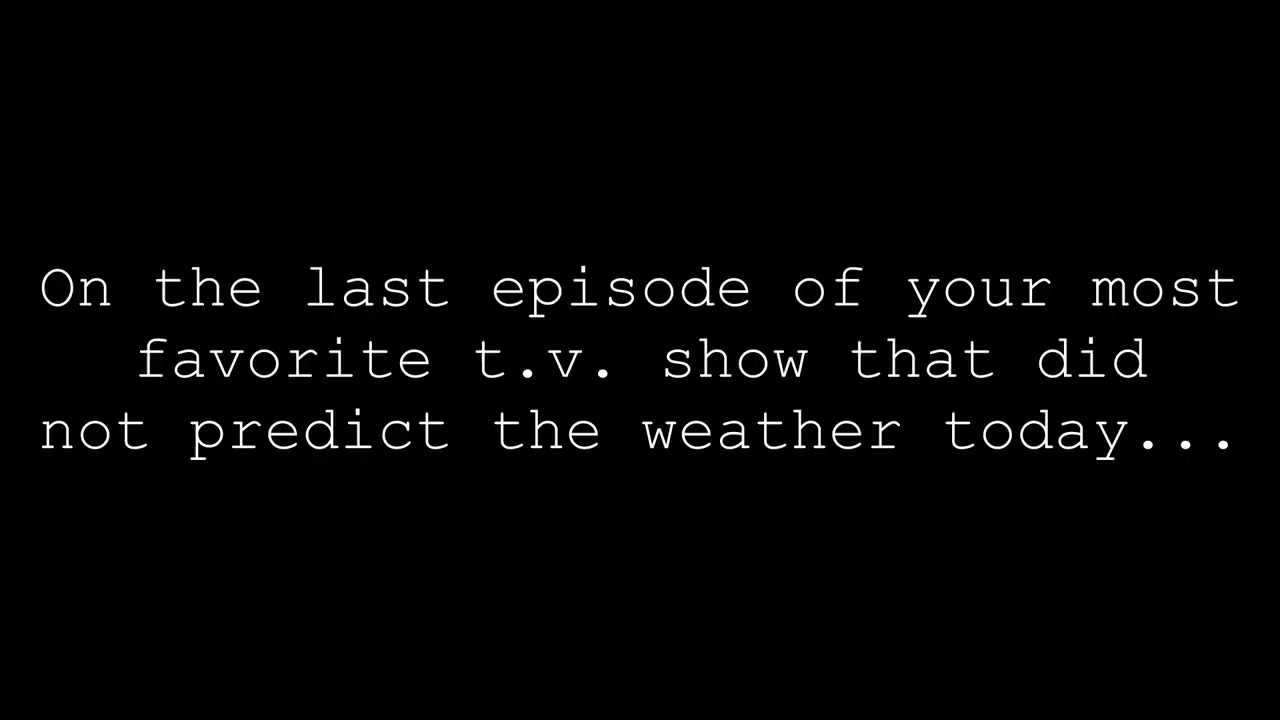 On the last episode of your most
favorite t.v. show that did
not predict the weather today...